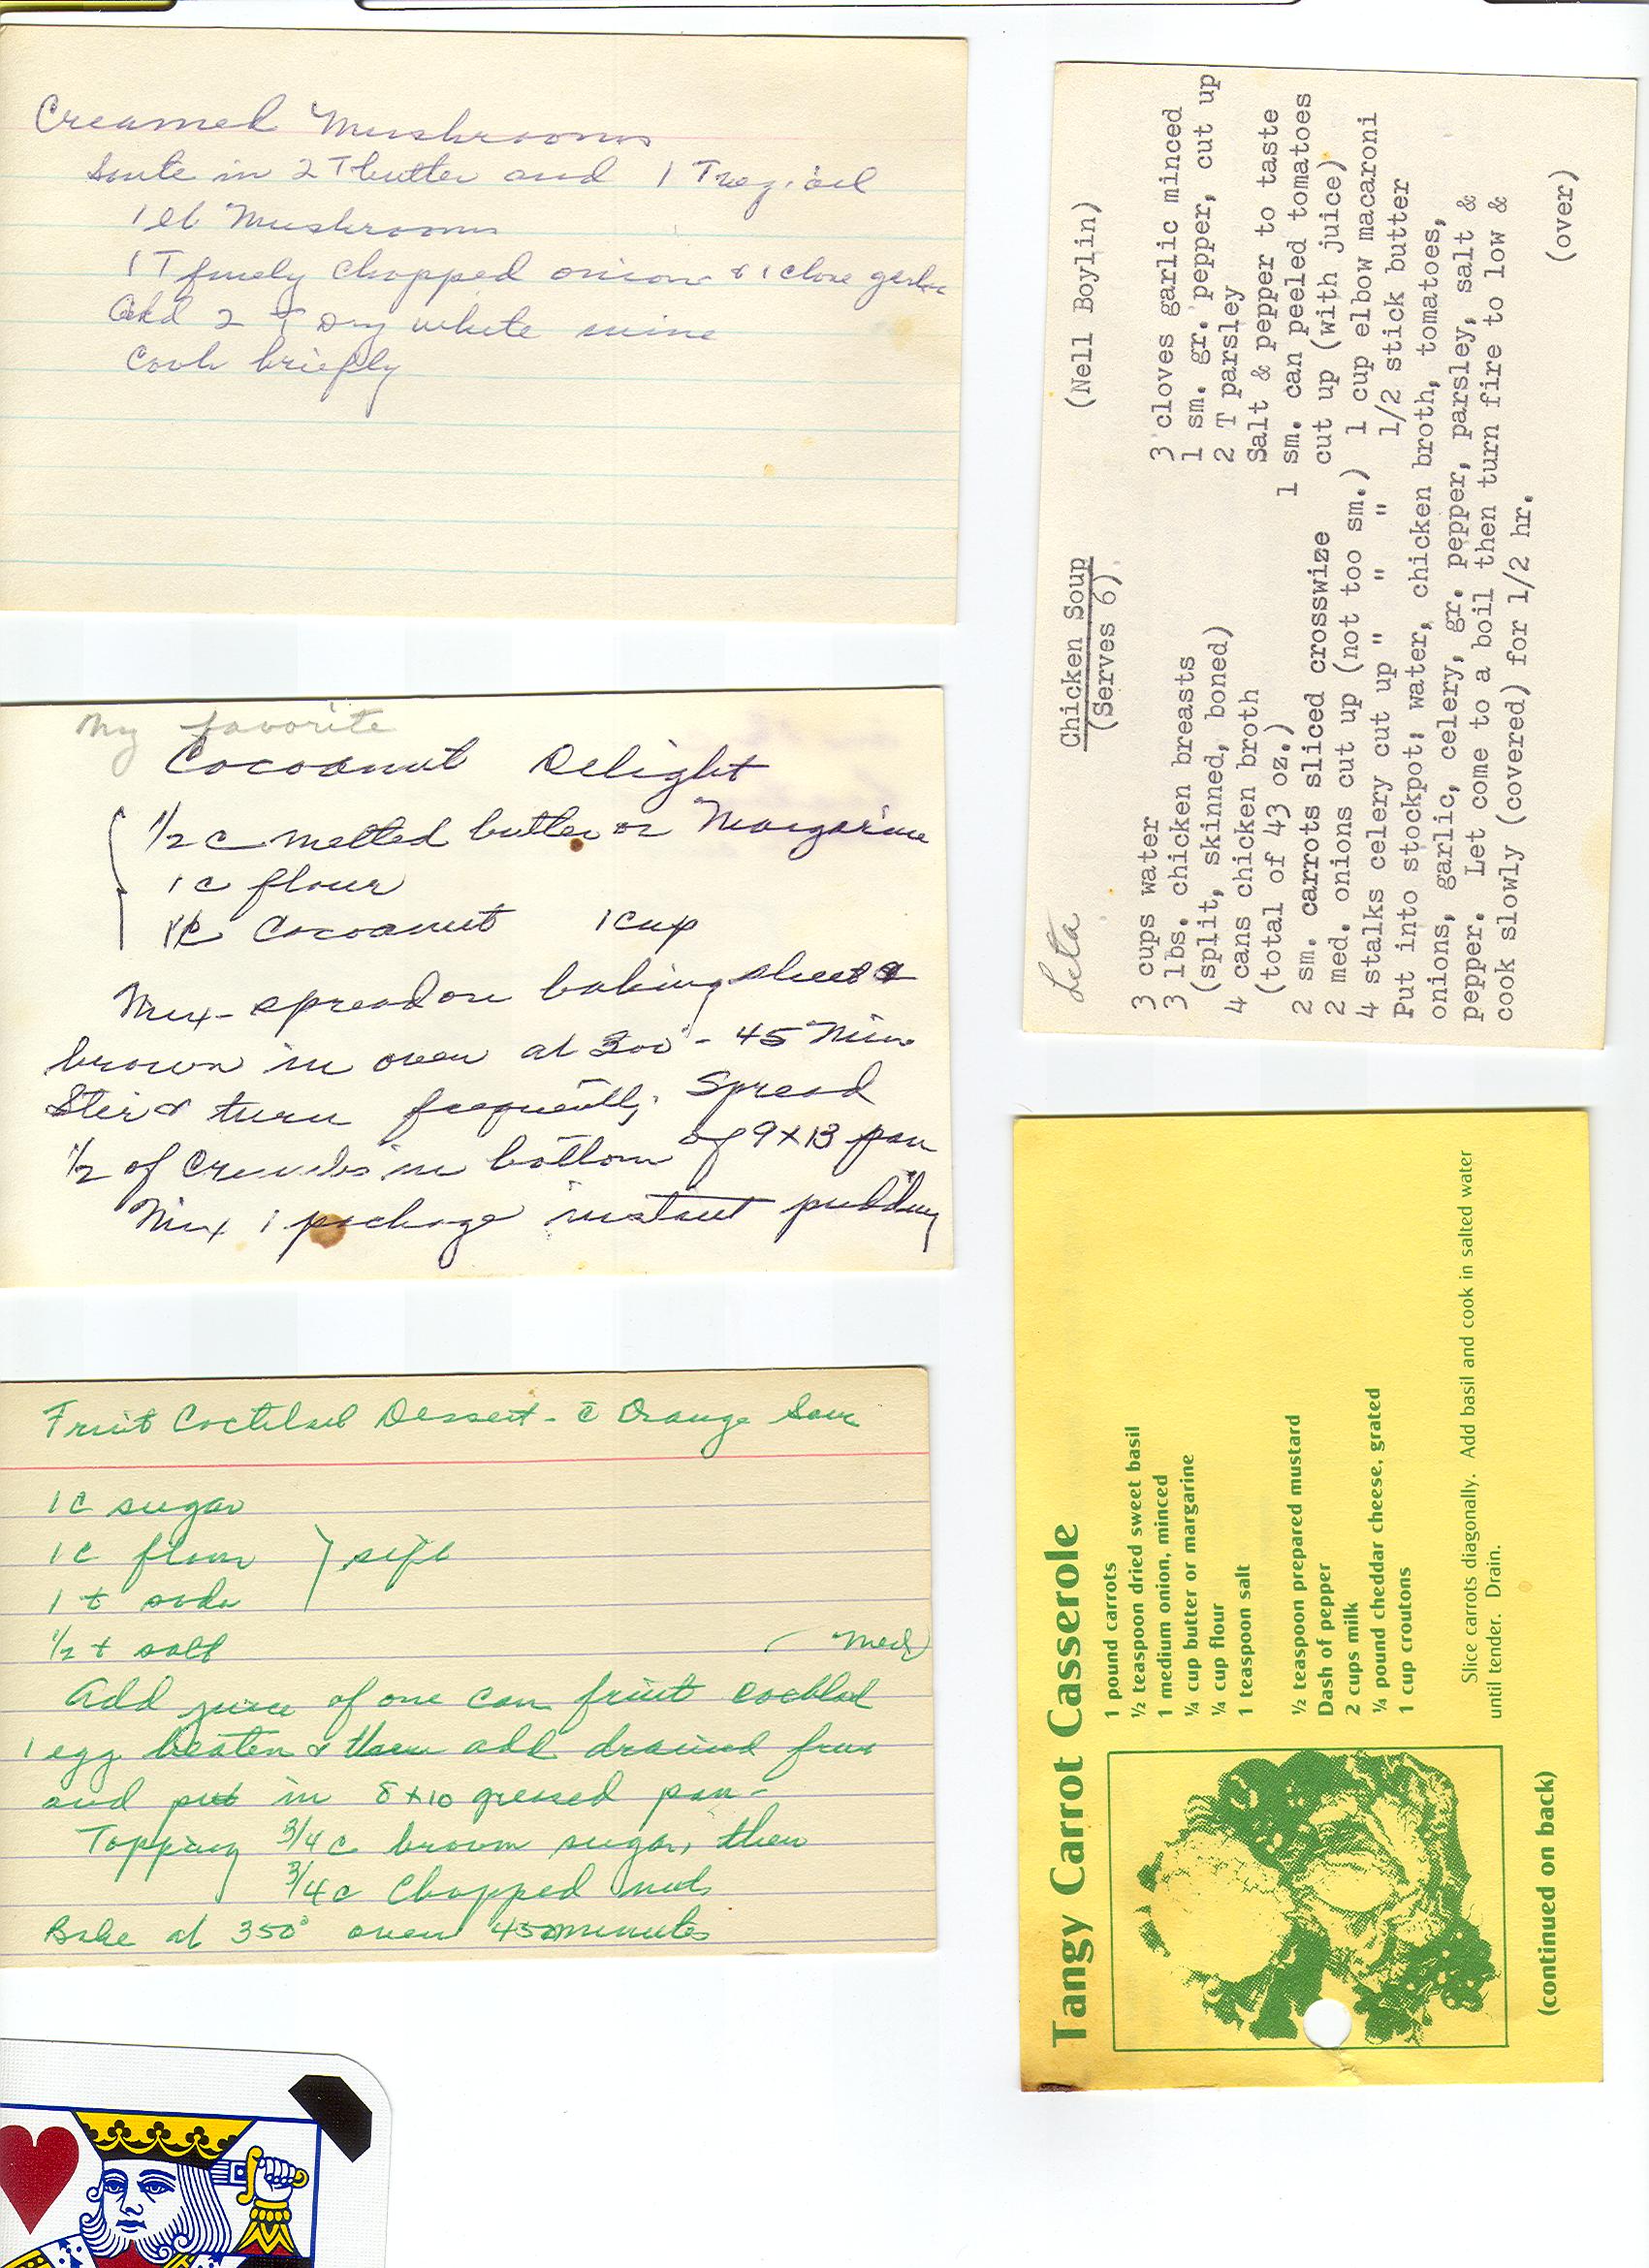 Creamed Mushrooms
Saute in 2 T butter and 1 T veg. oil
1 lb Mushrooms
1 T finely chopped onion & 1 clove garlic
Add 2 T Dry white wine
Cook briefly
My favorite
Cocoanut Delight
1/2 c melted butter or Margarine
1 c flour
Cocoanut 1 cup
Mix - spread on baking sheet &
brown in oven at 300° - 45 Min
Stir & turn frequently. Spread
1/2 of Crumbs in bottom of 9 x 13 pan
Mix 1 package instant pudding
Fruit Coctilail Dessert - c̄ Orange Sauce
1 c sugar
1 c flour } sift
1 t soda
1/2 t salt
(med)
Add juice of one can fruit cocktail
1 egg beaten & then add drained fruit
and put in 8 x 10 greased pan -
Topping 3/4 c brown sugar, then
3/4 c Chopped nuts
Bake at 350° oven 45 minutes
Leta
Chicken Soup (Nell Boylin)
(Serves 6)
3 cups water 3 cloves garlic minced
3 lbs. chicken breasts 1 sm. gr. pepper, cut up
(split, skinned, boned) 2 T parsley
4 cans chicken broth Salt & pepper to taste
(total of 43 oz.) 1 sm. can peeled tomatoes
2 sm. carrots sliced crosswize cut up (with juice)
2 med. onions cut up (not too sm.) 1 cup elbow macaroni
4 stalks celery cut up " " " " 1/2 stick butter
Put into stockpot; water, chicken broth, tomatoes,
onions, garlic, celery, gr. pepper, parsley, salt &
pepper. Let come to a boil then turn fire to low &
cook slowly (covered) for 1/2 hr.
(over)
Tangy Carrot Casserole
1 pound carrots
½ teaspoon dried sweet basil
1 medium onion, minced
¼ cup butter or margarine
¼ cup flour
1 teaspoon salt
½ teaspoon prepared mustard
Dash of pepper
2 cups milk
¼ pound cheddar cheese, grated
1 cup croutons
Slice carrots diagonally. Add basil and cook in salted water
until tender. Drain.
(continued on back)